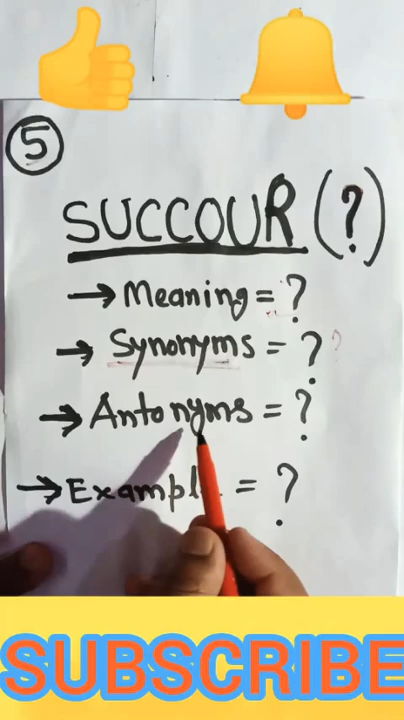 5
SUCCOUR (?)
→ Meaning = ?
→ Synonyms = ? ?
→ Antonyms = ?
→ Exampl = ?
SUBSCRIBE